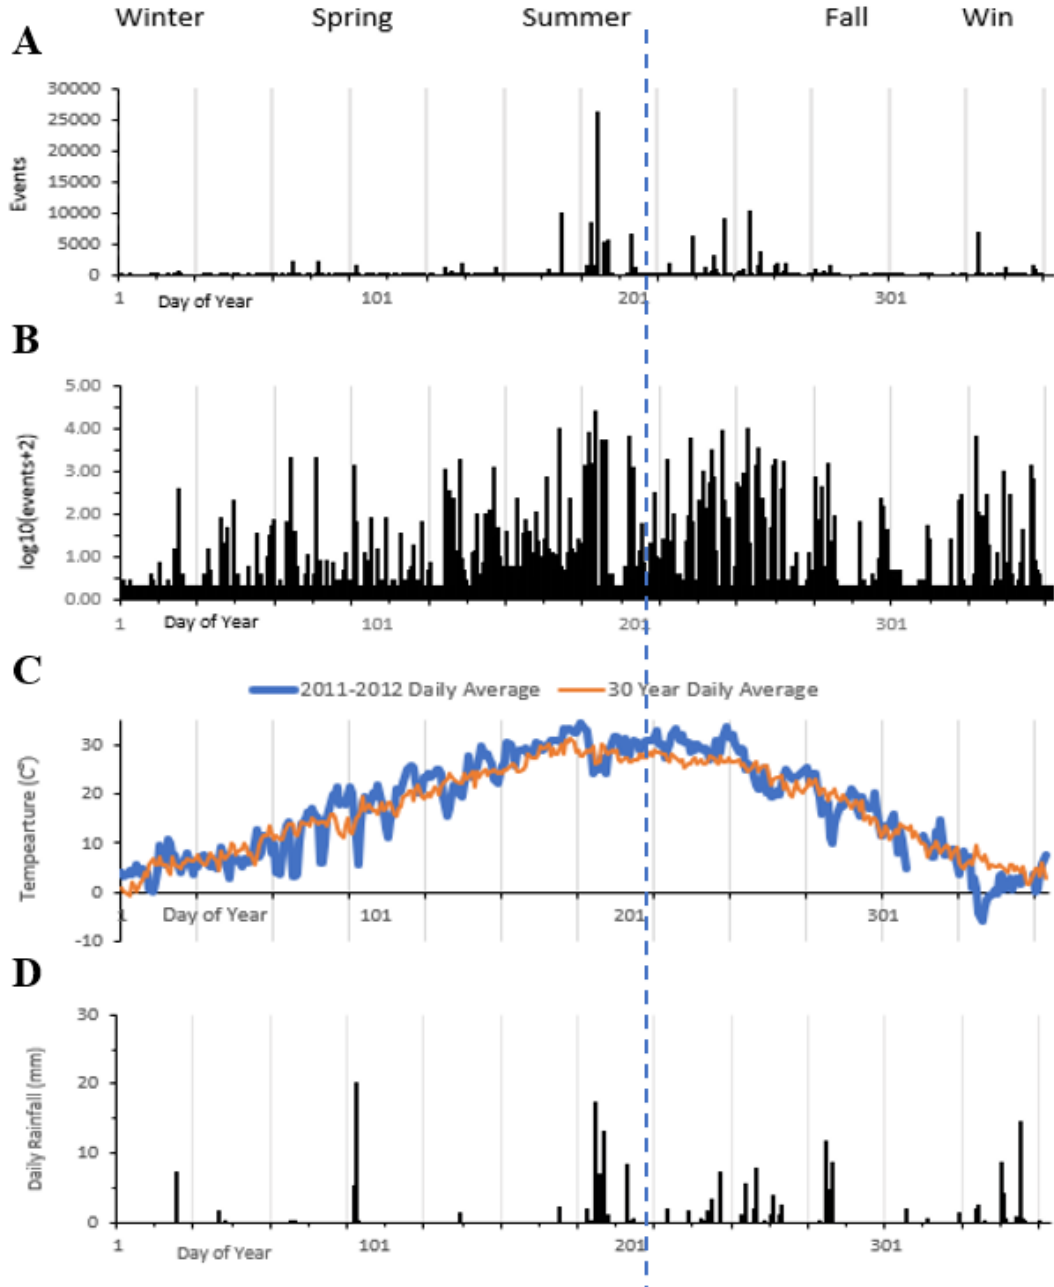 Winter Spring Summer Fall Win
A
30000
25000
20000
15000
10000
5000
0
Events
1 101 201 301
Day of Year
B
5.00
4.00
3.00
2.00
1.00
0.00
log10(events+2)
1 101 201 301
Day of Year
C
2011-2012 Daily Average 30 Year Daily Average
30
20
10
0
-10
Tempearture (C°)
1 101 201 301
Day of Year
D
30
20
10
0
Daily Rainfall (mm)
1 101 201 301
Day of Year